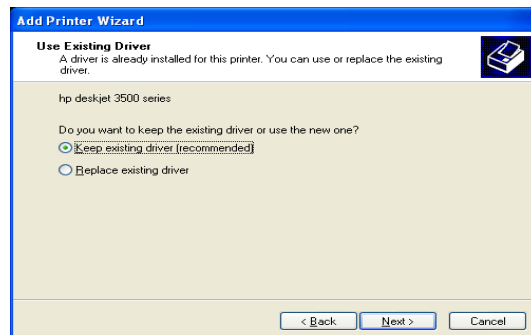 Add Printer Wizard
Use Existing Driver
A driver is already installed for this printer. You can use or replace the existing
driver.
hp deskjet 3500 series
Do you want to keep the existing driver or use the new one?
Keep existing driver (recommended)
Replace existing driver
< Back
Next >
Cancel